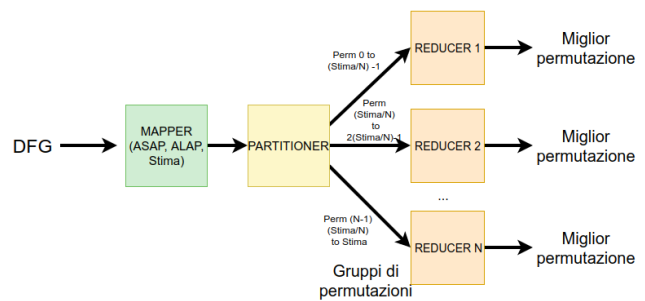 DFG
MAPPER
(ASAP, ALAP,
Stima)
PARTITIONER
Perm 0 to
(Stima/N) -1
Perm
(Stima/N)
to
2(Stima/N)-1
Perm (N-1)
(Stima/N)
to Stima
Gruppi di
permutazioni
REDUCER 1
REDUCER 2
...
REDUCER N
Miglior
permutazione
Miglior
permutazione
Miglior
permutazione